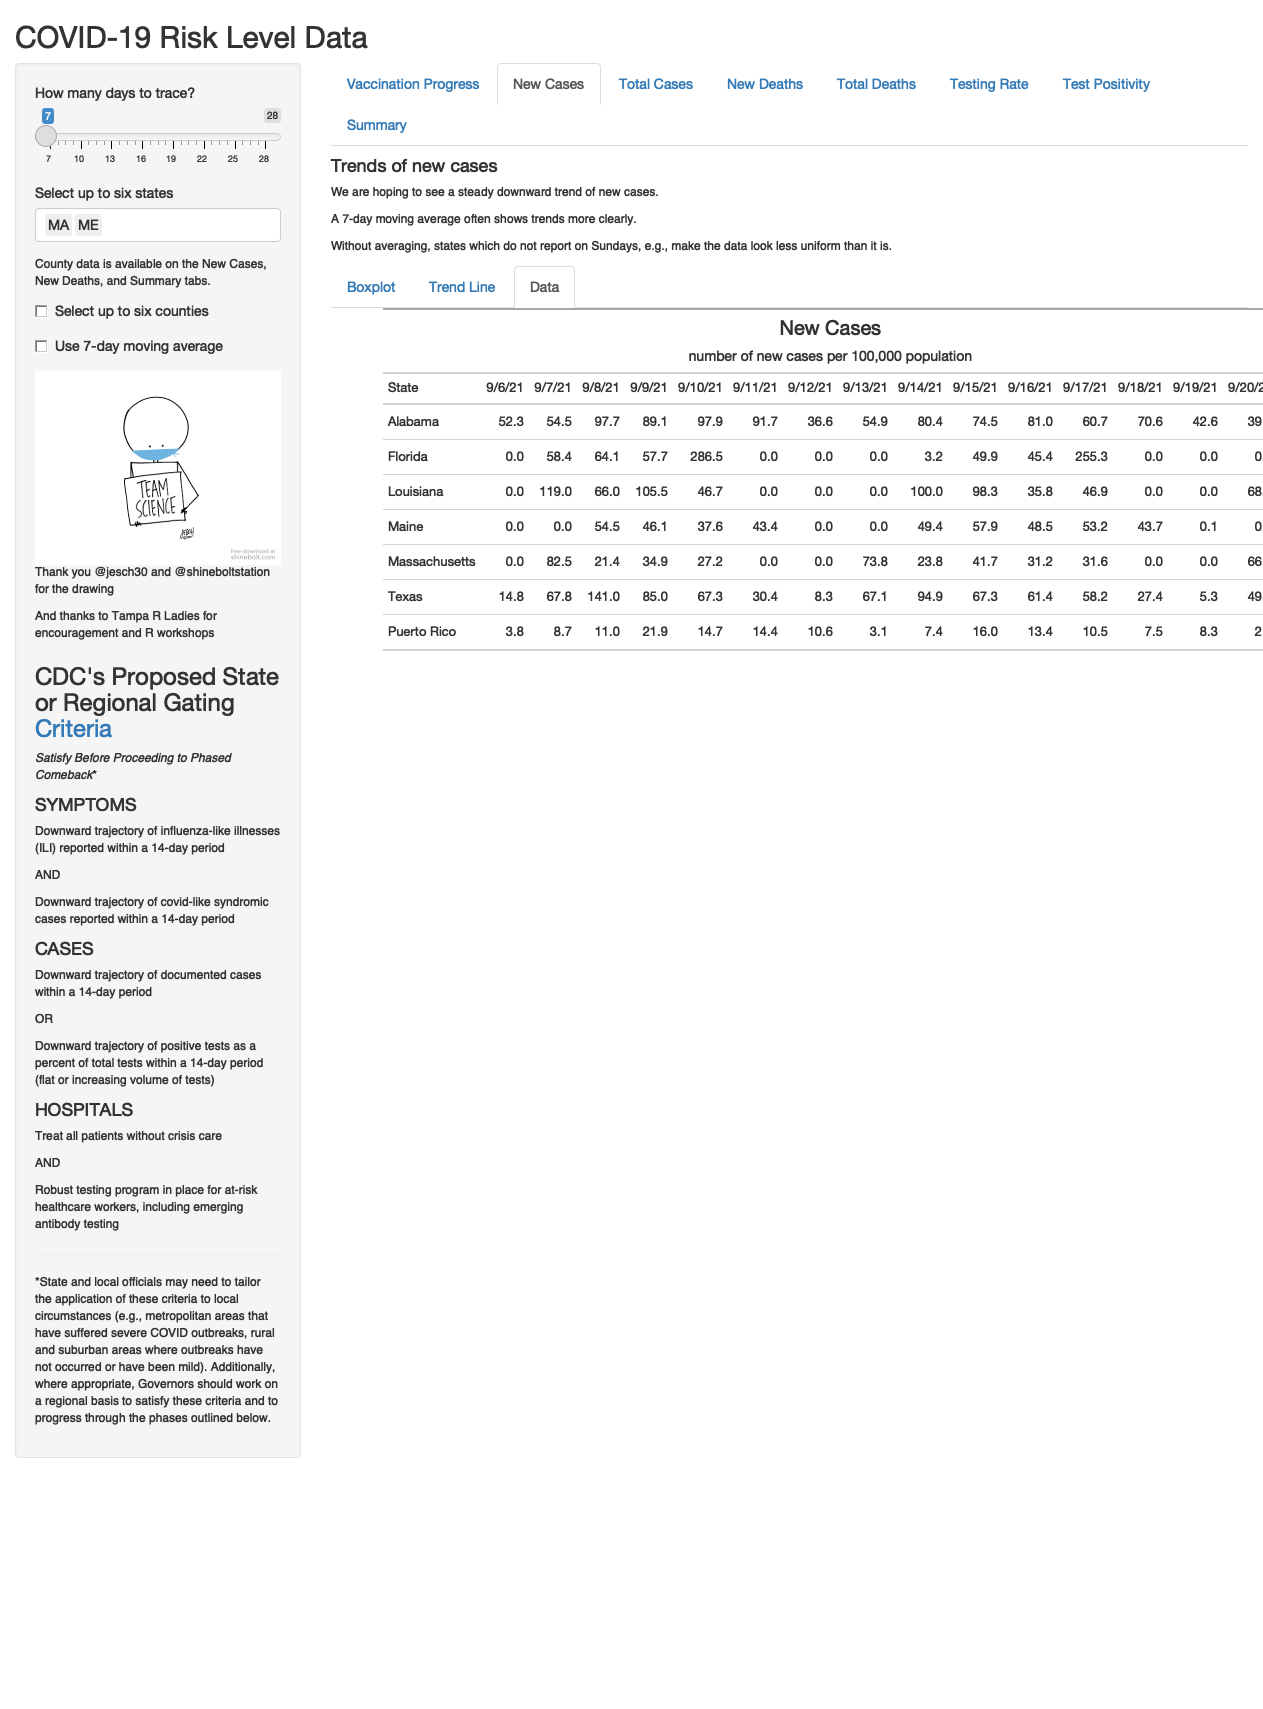 COVID-19 Risk Level Data
How many days to trace?
7 28
7 10 13 16 19 22 25 28
Select up to six states
MA ME
County data is available on the New Cases,
New Deaths, and Summary tabs.
Select up to six counties
Use 7-day moving average
TEAM
SCIENCE
free download at
shinebolt.com
Thank you @jesch30 and @shineboltstation
for the drawing
And thanks to Tampa R Ladies for
encouragement and R workshops
CDC's Proposed State
or Regional Gating
Criteria
Satisfy Before Proceeding to Phased
Comeback*
SYMPTOMS
Downward trajectory of influenza-like illnesses
(ILI) reported within a 14-day period
AND
Downward trajectory of covid-like syndromic
cases reported within a 14-day period
CASES
Downward trajectory of documented cases
within a 14-day period
OR
Downward trajectory of positive tests as a
percent of total tests within a 14-day period
(flat or increasing volume of tests)
HOSPITALS
Treat all patients without crisis care
AND
Robust testing program in place for at-risk
healthcare workers, including emerging
antibody testing
*State and local officials may need to tailor
the application of these criteria to local
circumstances (e.g., metropolitan areas that
have suffered severe COVID outbreaks, rural
and suburban areas where outbreaks have
not occurred or have been mild). Additionally,
where appropriate, Governors should work on
a regional basis to satisfy these criteria and to
progress through the phases outlined below.
Vaccination Progress New Cases Total Cases New Deaths Total Deaths Testing Rate Test Positivity
Summary
Trends of new cases
We are hoping to see a steady downward trend of new cases.
A 7-day moving average often shows trends more clearly.
Without averaging, states which do not report on Sundays, e.g., make the data look less uniform than it is.
Boxplot Trend Line Data
New Cases
number of new cases per 100,000 population
State 9/6/21 9/7/21 9/8/21 9/9/21 9/10/21 9/11/21 9/12/21 9/13/21 9/14/21 9/15/21 9/16/21 9/17/21 9/18/21 9/19/21 9/20/2
Alabama 52.3 54.5 97.7 89.1 97.9 91.7 36.6 54.9 80.4 74.5 81.0 60.7 70.6 42.6 39
Florida 0.0 58.4 64.1 57.7 286.5 0.0 0.0 0.0 3.2 49.9 45.4 255.3 0.0 0.0 0.
Louisiana 0.0 119.0 66.0 105.5 46.7 0.0 0.0 0.0 100.0 98.3 35.8 46.9 0.0 0.0 68
Maine 0.0 0.0 54.5 46.1 37.6 43.4 0.0 0.0 49.4 57.9 48.5 53.2 43.7 0.1 0.
Massachusetts 0.0 82.5 21.4 34.9 27.2 0.0 0.0 73.8 23.8 41.7 31.2 31.6 0.0 0.0 66
Texas 14.8 67.8 141.0 85.0 67.3 30.4 8.3 67.1 94.9 67.3 61.4 58.2 27.4 5.3 49
Puerto Rico 3.8 8.7 11.0 21.9 14.7 14.4 10.6 3.1 7.4 16.0 13.4 10.5 7.5 8.3 2